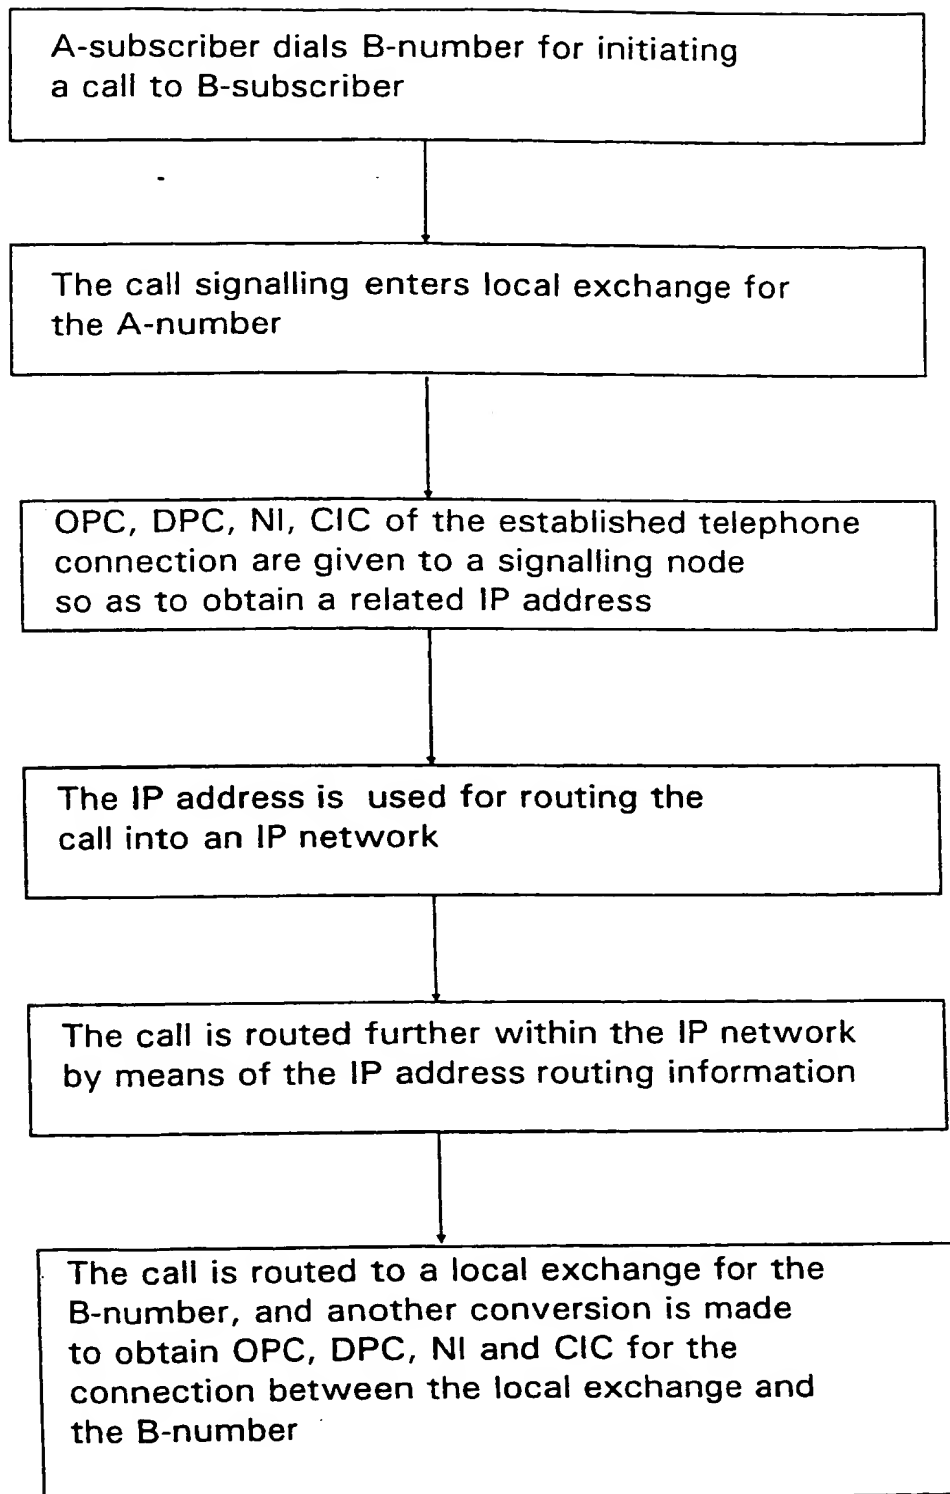 A-subscriber dials B-number for initiating
a call to B-subscriber
The call signalling enters local exchange for
the A-number
OPC, DPC, NI, CIC of the established telephone
connection are given to a signalling node
so as to obtain a related IP address
The IP address is used for routing the
call into an IP network
The call is routed further within the IP network
by means of the IP address routing information
The call is routed to a local exchange for the
B-number, and another conversion is made
to obtain OPC, DPC, NI and CIC for the
connection between the local exchange and
the B-number